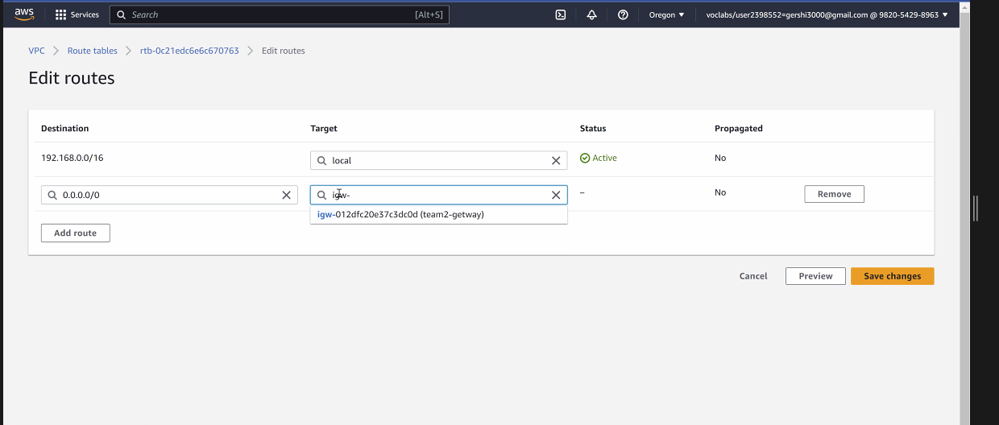 aws Services Search [Alt+S] Oregon voclabs/user2398552=gershi3000@gmail.com @ 9820-5429-8963
VPC Route tables rtb-0c21edc6e6c670763 Edit routes
Edit routes
Destination Target Status Propagated
192.168.0.0/16 local Active No
0.0.0.0/0 igw- – No Remove
igw-012dfc20e37c3dc0d (team2-getway)
Add route
Cancel Preview Save changes